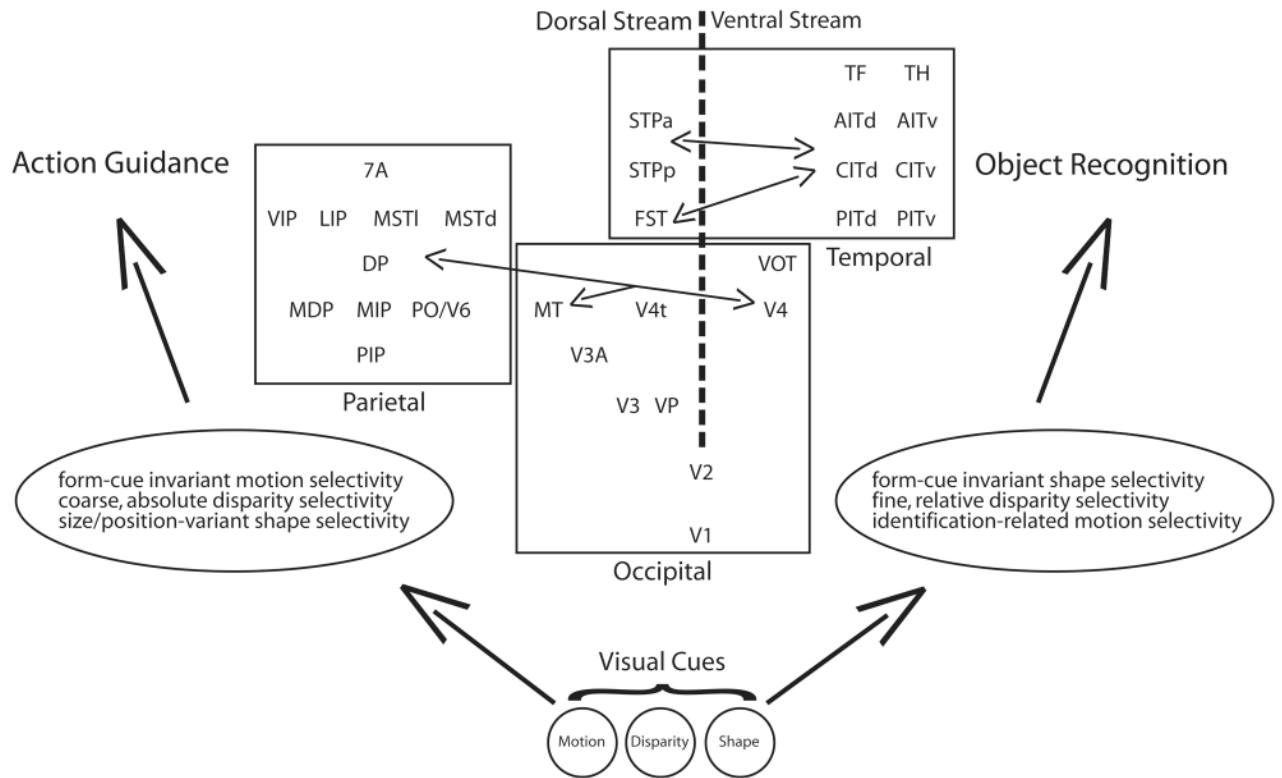 Dorsal Stream
Ventral Stream
TF TH
STPa
AITd AITv
STPp
CITd CITv
FST
PITd PITv
Temporal
Action Guidance
Object Recognition
7A
VIP LIP MSTl MSTd
DP
MDP MIP PO/V6
PIP
Parietal
VOT
MT V4t V4
V3A
V3 VP
V2
V1
Occipital
form-cue invariant motion selectivity
coarse, absolute disparity selectivity
size/position-variant shape selectivity
form-cue invariant shape selectivity
fine, relative disparity selectivity
identification-related motion selectivity
Visual Cues
Motion
Disparity
Shape